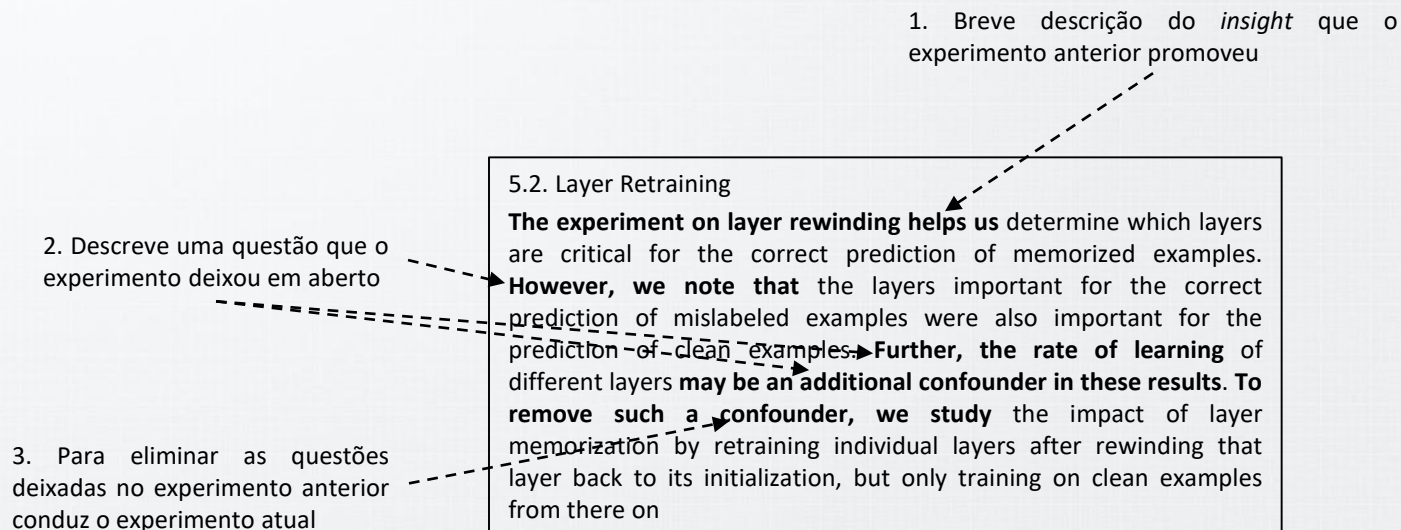 1. Breve descrição do insight que o
experimento anterior promoveu
2. Descreve uma questão que o
experimento deixou em aberto
3. Para eliminar as questões
deixadas no experimento anterior
conduz o experimento atual
5.2. Layer Retraining
The experiment on layer rewinding helps us determine which layers
are critical for the correct prediction of memorized examples.
However, we note that the layers important for the correct
prediction of mislabeled examples were also important for the
prediction of clean examples. Further, the rate of learning of
different layers may be an additional confounder in these results. To
remove such a confounder, we study the impact of layer
memorization by retraining individual layers after rewinding that
layer back to its initialization, but only training on clean examples
from there on